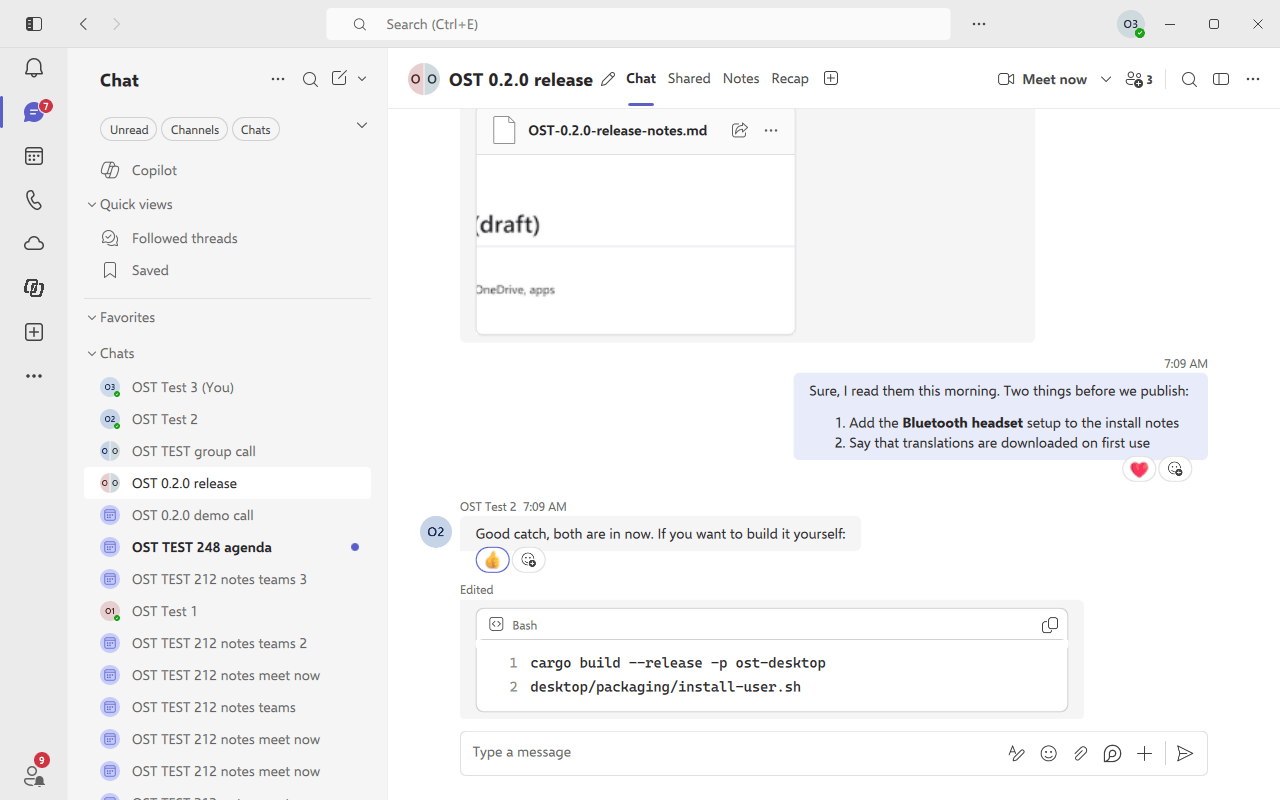 Search (Ctrl+E)
O3
7
9
Chat
Unread
Channels
Chats
Copilot
Quick views
Followed threads
Saved
Favorites
Chats
O3 OST Test 3 (You)
O2 OST Test 2
O O OST TEST group call
O O OST 0.2.0 release
OST 0.2.0 demo call
OST TEST 248 agenda
OST TEST 212 notes teams 3
O1 OST Test 1
OST TEST 212 notes teams 2
OST TEST 212 notes meet now
OST TEST 212 notes teams
OST TEST 212 notes meet now
OST TEST 212 notes meet now
O O OST 0.2.0 release Chat Shared Notes Recap
Meet now
3
OST-0.2.0-release-notes.md
(draft)
OneDrive, apps
7:09 AM
Sure, I read them this morning. Two things before we publish:
1. Add the Bluetooth headset setup to the install notes
2. Say that translations are downloaded on first use
OST Test 2 7:09 AM
O2
Good catch, both are in now. If you want to build it yourself:
Edited
Bash
1 cargo build --release -p ost-desktop
2 desktop/packaging/install-user.sh
Type a message